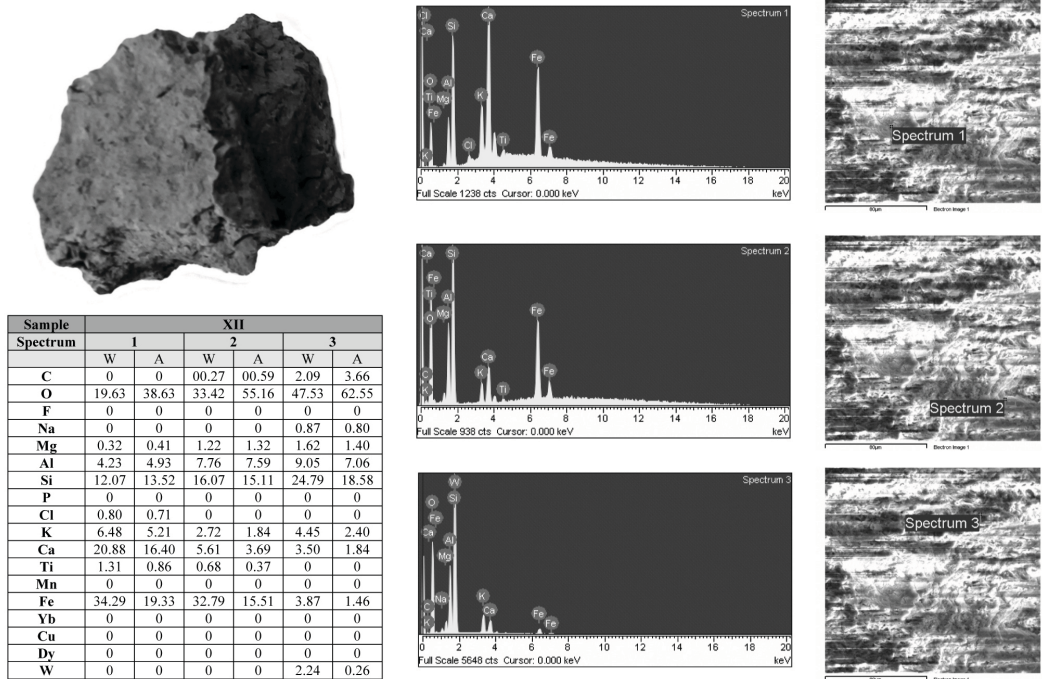 Sample XII
Spectrum 1 2 3
W A W A W A
C 0 0 00.27 00.59 2.09 3.66
O 19.63 38.63 33.42 55.16 47.53 62.55
F 0 0 0 0 0 0
Na 0 0 0 0 0.87 0.80
Mg 0.32 0.41 1.22 1.32 1.62 1.40
Al 4.23 4.93 7.76 7.59 9.05 7.06
Si 12.07 13.52 16.07 15.11 24.79 18.58
P 0 0 0 0 0 0
Cl 0.80 0.71 0 0 0 0
K 6.48 5.21 2.72 1.84 4.45 2.40
Ca 20.88 16.40 5.61 3.69 3.50 1.84
Ti 1.31 0.86 0.68 0.37 0 0
Mn 0 0 0 0 0 0
Fe 34.29 19.33 32.79 15.51 3.87 1.46
Yb 0 0 0 0 0 0
Cu 0 0 0 0 0 0
Dy 0 0 0 0 0 0
W 0 0 0 0 2.24 0.26
Spectrum 1
Cl Ca
Ca Si
Fe
O Al
Ti Mg K
Fe
Cl Ti Fe
K
0 2 4 6 8 10 12 14 16 18 20
Full Scale 1238 cts Cursor: 0.000 keV keV
Spectrum 2
Ca Si
Fe
Ti Al
Mg Fe
O
Ca
C K
K Ti Fe
0 2 4 6 8 10 12 14 16 18 20
Full Scale 938 cts Cursor: 0.000 keV keV
Spectrum 3
W
O Si
Fe
Ca Al
Mg
Na K
C Ca Fe
K Fe
0 2 4 6 8 10 12 14 16 18 20
Full Scale 5648 cts Cursor: 0.000 keV keV
Spectrum 1
60µm Electron Image 1
Spectrum 2
60µm Electron Image 1
Spectrum 3